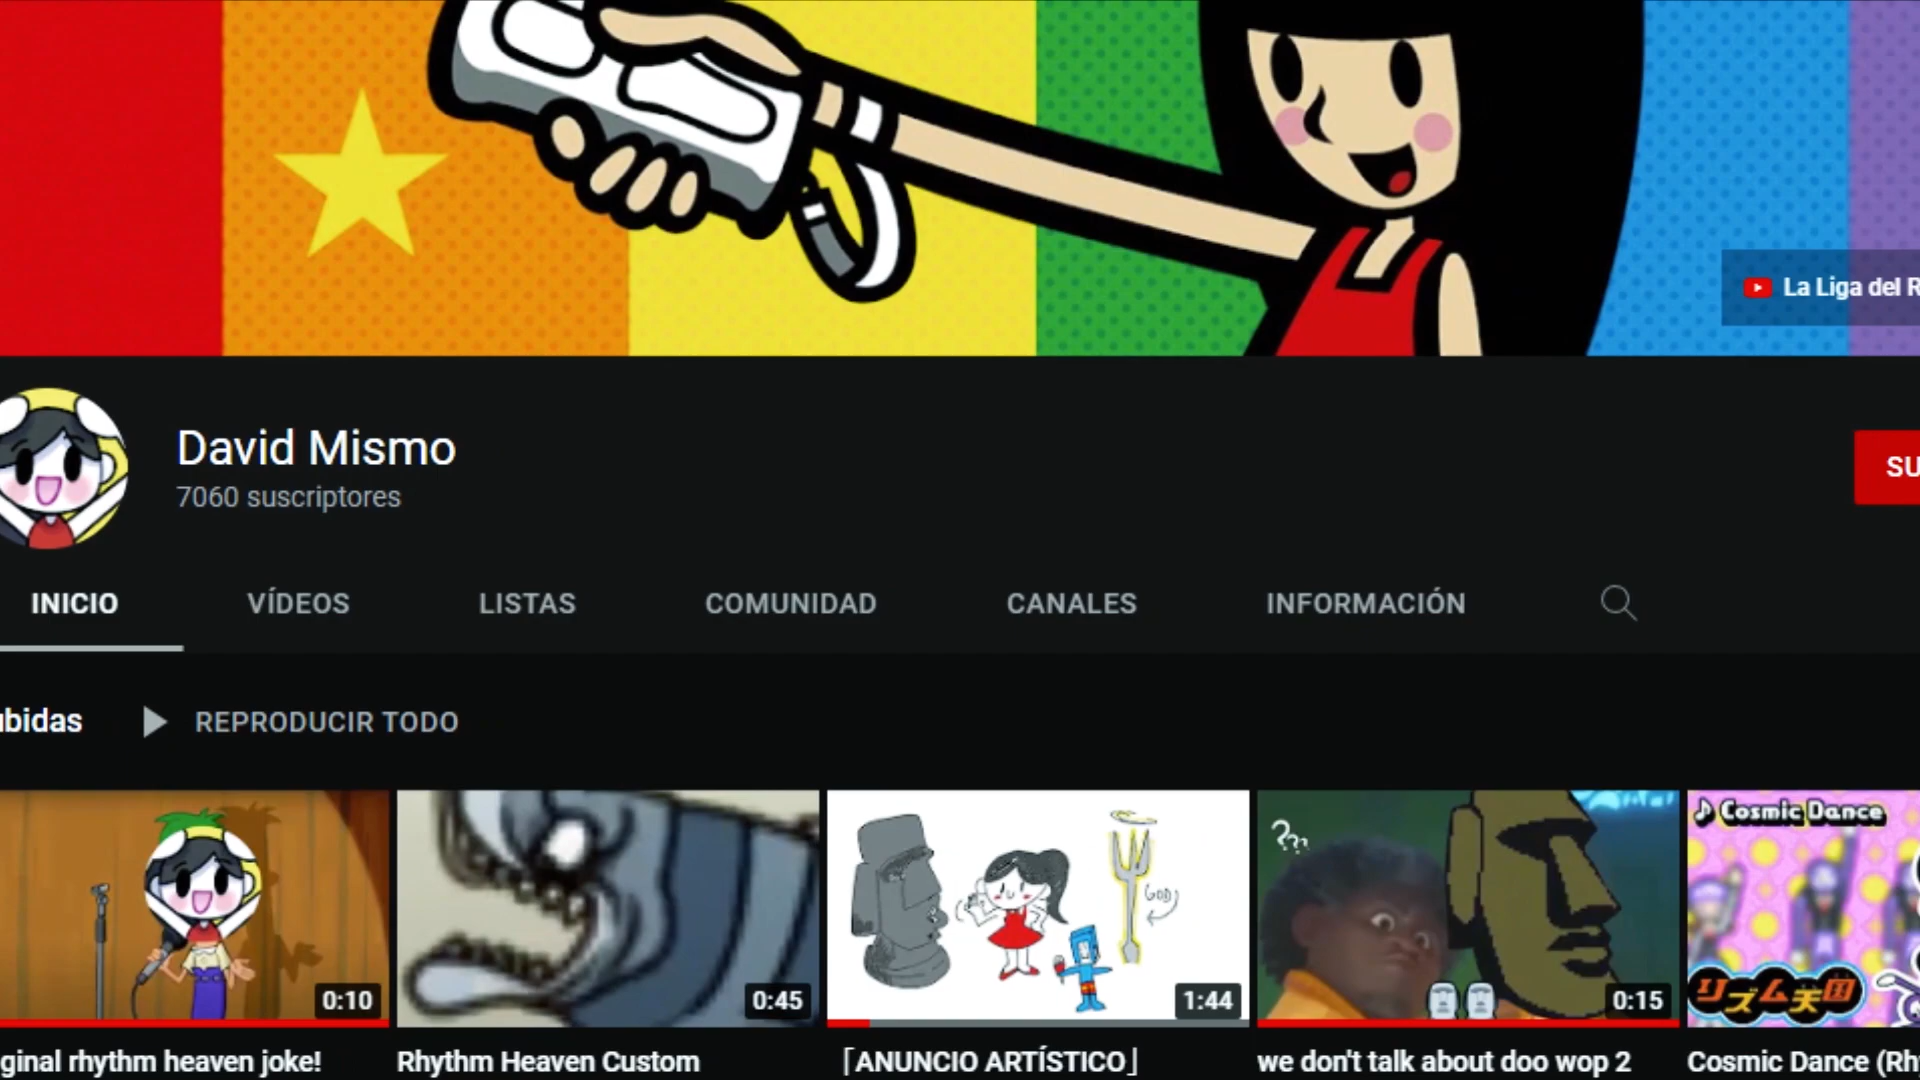 La Liga del R
David Mismo
7060 suscriptores
SU
INICIO
VÍDEOS
LISTAS
COMUNIDAD
CANALES
INFORMACIÓN
ubidas
REPRODUCIR TODO
0:10
0:45
GOD
1:44
???
0:15
♪ Cosmic Dance
リズム天国
ginal rhythm heaven joke!
Rhythm Heaven Custom
「ANUNCIO ARTÍSTICO」
we don't talk about doo wop 2
Cosmic Dance (Rh